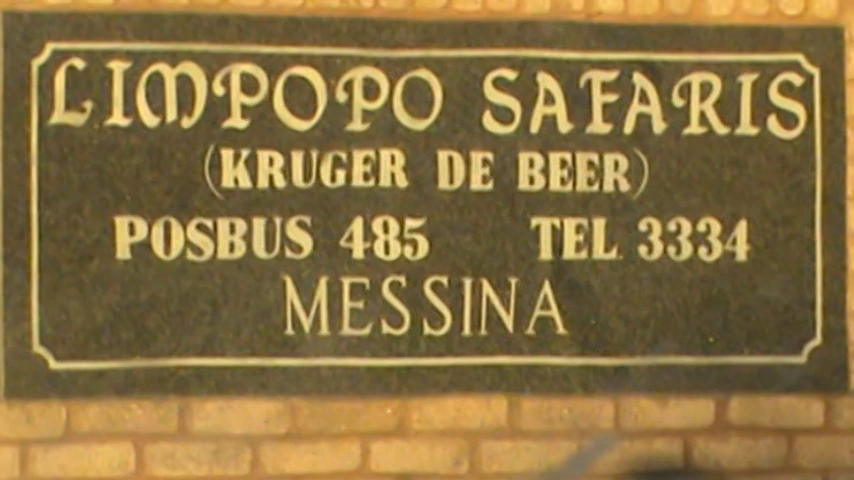 LIMPOPO SAFARIS
(KRUGER DE BEER)
POSBUS 485 TEL. 3334
MESSINA